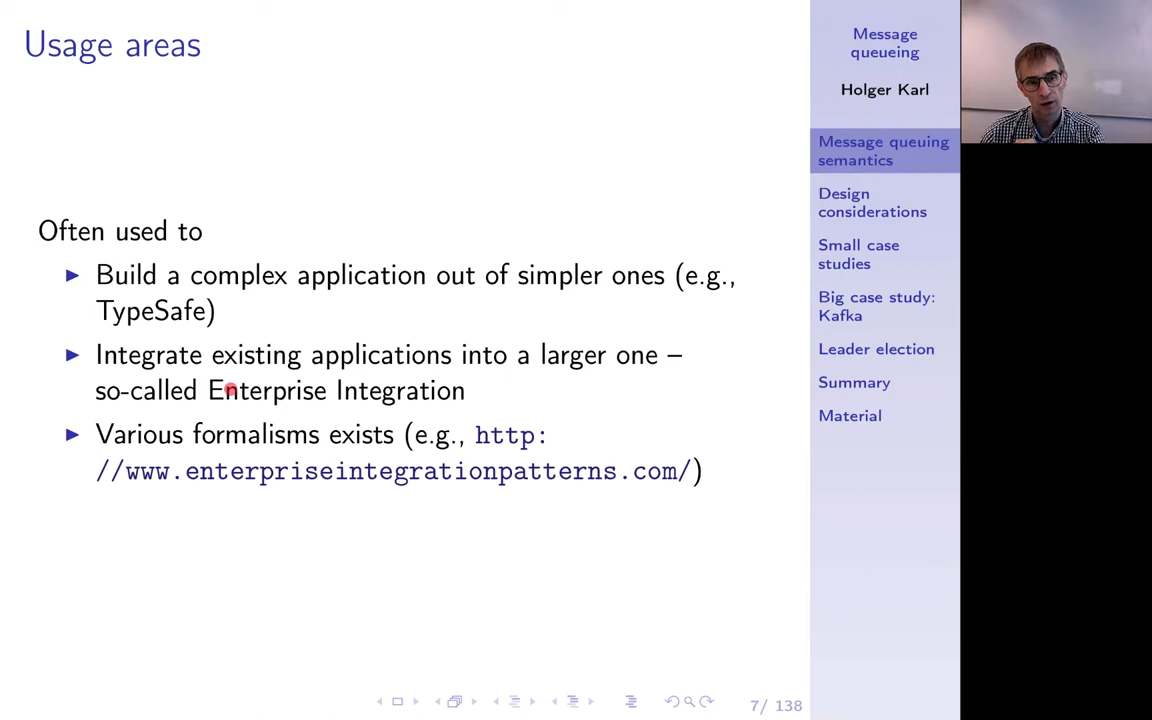 Usage areas
Often used to
Build a complex application out of simpler ones (e.g.,
TypeSafe)
Integrate existing applications into a larger one –
so-called Enterprise Integration
Various formalisms exists (e.g., http:
//www.enterpriseintegrationpatterns.com/)
Message
queueing
Holger Karl
Message queuing
semantics
Design
considerations
Small case
studies
Big case study:
Kafka
Leader election
Summary
Material
7/ 138